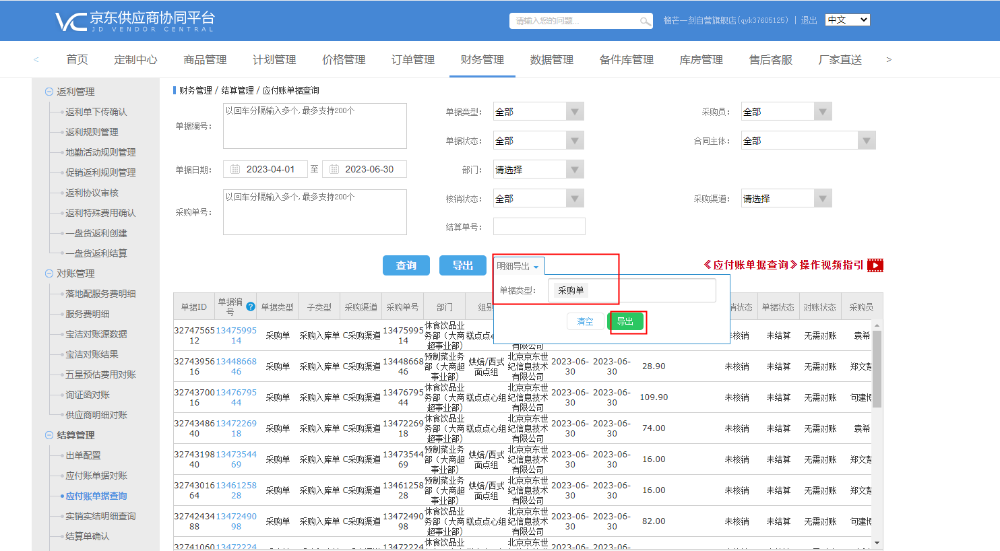 VC 京东供应商协同平台
JD VENDOR CENTRAL
请输入您的问题...
榴芒一刻自营旗舰店(qyk37605125) | 退出 中文
< 首页 定制中心 商品管理 计划管理 价格管理 订单管理 财务管理 数据管理 备件库管理 库房管理 售后客服 厂家直送 >
返利管理
返利单下传确认
返利规则管理
地勤活动规则管理
促销返利规则管理
返利协议审核
返利特殊费用确认
一盘货返利创建
一盘货返利结算
对账管理
落地配服务费明细
服务费明细
宝洁对账源数据
宝洁对账结果
五星预估费用对账
询证函对账
供应商明细对账
结算管理
出单配置
应付账单据对账
应付账单据查询
实销实结明细查询
结算单确认
财务管理 / 结算管理 / 应付账单据查询
单据编号: 以回车分隔输入多个,最多支持200个
单据类型: 全部
采购员: 全部
单据状态: 全部
合同主体: 全部
单据日期: 2023-04-01 至 2023-06-30
部门: 请选择
采购单号: 以回车分隔输入多个,最多支持200个
核销状态: 全部
采购渠道: 请选择
结算单号:
查询 导出 明细导出
《应付账单据查询》操作视频指引
单据类型: 采购单
清空 导出
单据ID 单据编号 ? 单据类型 子类型 采购渠道 采购单号 部门 组别 销状态 单据状态 对账状态 采购员
3274756512 1347599514 采购单 采购入库单 C采购渠道 1347599514 休食饮品业务部（大商超事业部） 糕点点心 有限公司 未核销 未结算 无需对账 袁希
3274395616 1344866846 采购单 采购入库单 C采购渠道 1344866846 预制菜业务部（大商超事业部） 烘焙/西式面点组 北京京东世纪信息技术有限公司 2023-06-30 2023-06-30 28.90 未核销 未结算 无需对账 郑文慧
3274370016 1347679544 采购单 采购入库单 C采购渠道 1347679544 休食饮品业务部（大商超事业部） 糕点点心组 北京京东世纪信息技术有限公司 2023-06-30 2023-06-30 109.90 未核销 未结算 无需对账 句建博
3274348640 1347226918 采购单 采购入库单 C采购渠道 1347226918 休食饮品业务部（大商超事业部） 糕点点心组 北京京东世纪信息技术有限公司 2023-06-30 2023-06-30 74.00 未核销 未结算 无需对账 袁希
3274319840 1347354469 采购单 采购入库单 C采购渠道 1347354469 预制菜业务部（大商超事业部） 烘焙/西式面点组 北京京东世纪信息技术有限公司 2023-06-30 2023-06-30 16.00 未核销 未结算 无需对账 郑文慧
3274301664 1346125828 采购单 采购入库单 C采购渠道 1346125828 预制菜业务部（大商超事业部） 烘焙/西式面点组 北京京东世纪信息技术有限公司 2023-06-30 2023-06-30 16.00 未核销 未结算 无需对账 郑文慧
3274243488 1347249098 采购单 采购入库单 C采购渠道 1347249098 休食饮品业务部（大商超事业部） 糕点点心组 北京京东世纪信息技术有限公司 2023-06-30 2023-06-30 82.00 未核销 未结算 无需对账 句建博
32741060 13472224 13472224 休食饮品业务部（大商 北京京东世纪信息技术 2023-06- 2023-06-